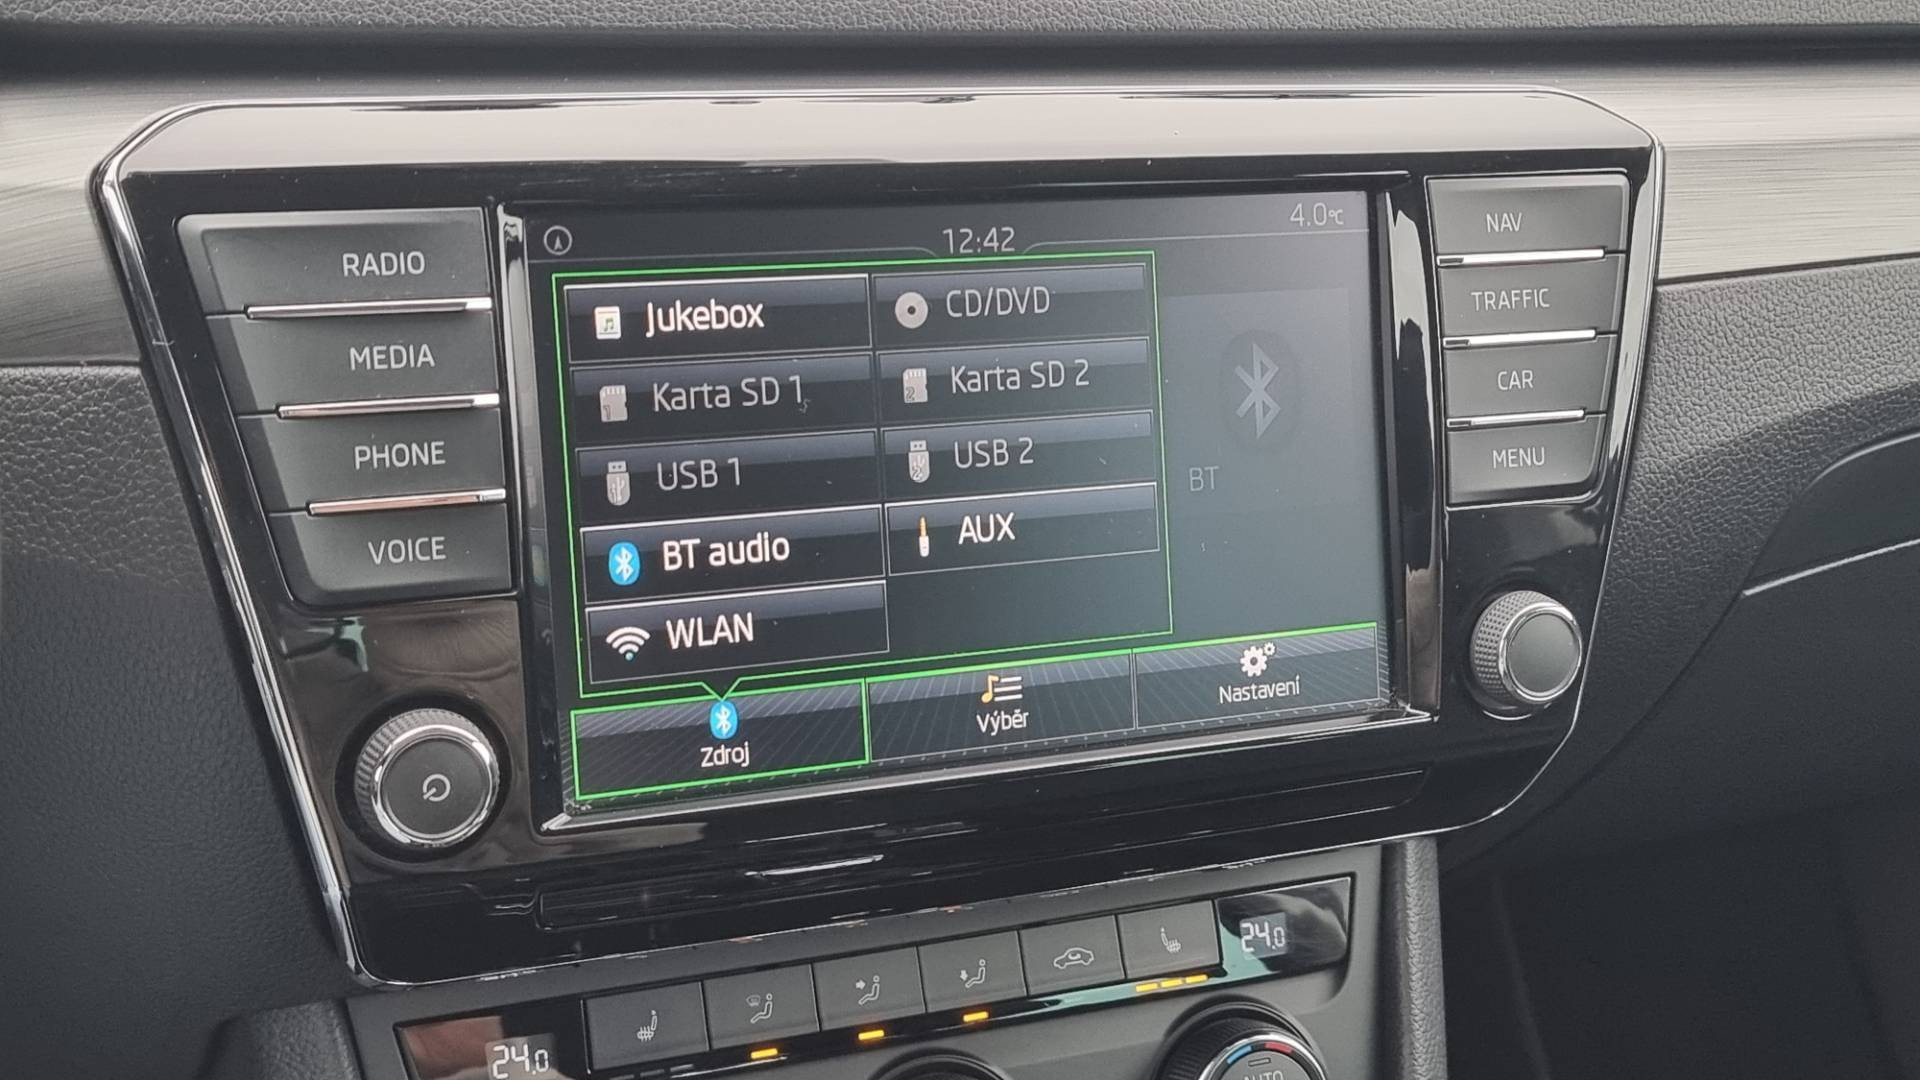 RADIO
MEDIA
PHONE
VOICE
12:42
4.0°C
Jukebox
CD/DVD
Karta SD 1
Karta SD 2
USB 1
USB 2
BT audio
AUX
WLAN
BT
Zdroj
Výběr
Nastavení
NAV
TRAFFIC
CAR
MENU
24.0
24.0
AUTO